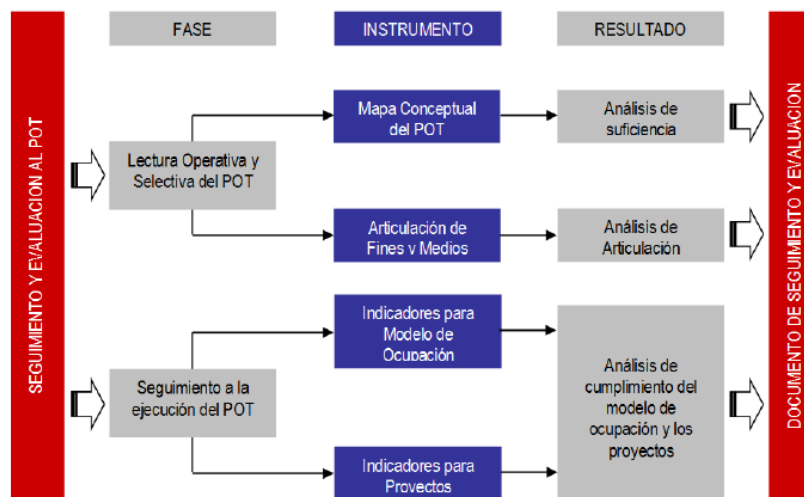 SEGUIMIENTO Y EVALUACION AL POT
FASE
INSTRUMENTO
RESULTADO
Lectura Operativa y
Selectiva del POT
Mapa Conceptual
del POT
Análisis de
suficiencia
Articulación de
Fines y Medios
Análisis de
Articulación
Seguimiento a la
ejecución del POT
Indicadores para
Modelo de
Ocupación
Indicadores para
Proyectos
Análisis de
cumplimiento del
modelo de
ocupación y los
proyectos
DOCUMENTO DE SEGUIMIENTO Y EVALUACION